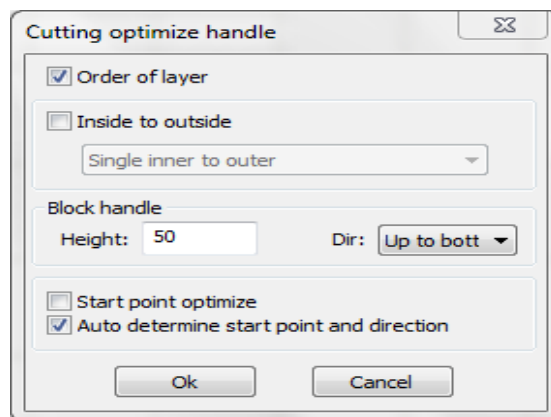 Cutting optimize handle
Order of layer
Inside to outside
Single inner to outer
Block handle
Height: 50 Dir: Up to bott
Start point optimize
Auto determine start point and direction
Ok Cancel